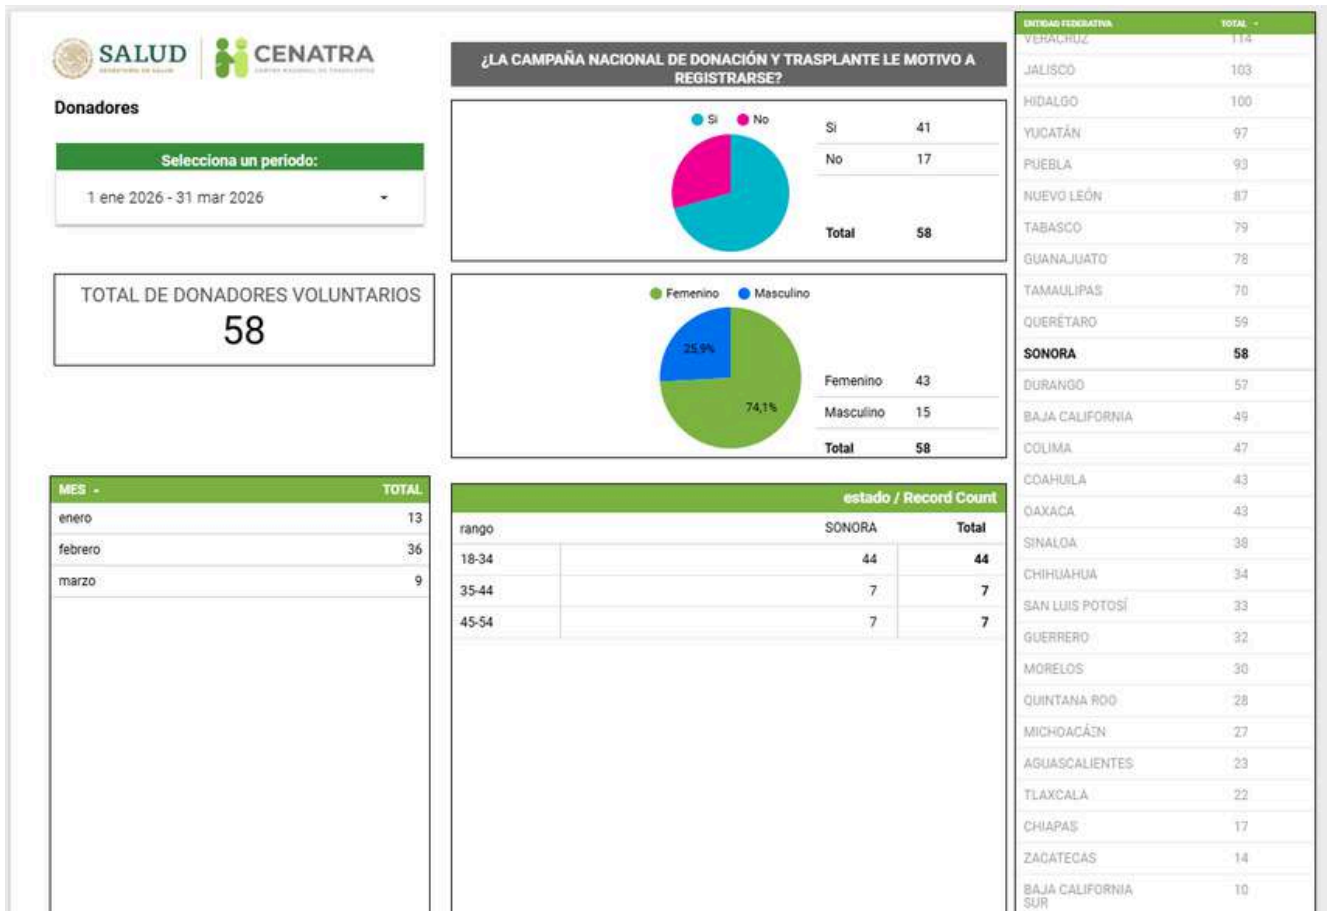 SALUD
SECRETARÍA DE SALUD
CENATRA
CENTRO NACIONAL DE TRASPLANTES
Donadores
Selecciona un periodo:
1 ene 2026 - 31 mar 2026
TOTAL DE DONADORES VOLUNTARIOS
58
MES TOTAL
enero 13
febrero 36
marzo 9
¿LA CAMPAÑA NACIONAL DE DONACIÓN Y TRASPLANTE LE MOTIVO A
REGISTRARSE?
Si No
Si 41
No 17
Total 58
Femenino Masculino
25,9%
74,1%
Femenino 43
Masculino 15
Total 58
estado / Record Count
rango SONORA Total
18-34 44 44
35-44 7 7
45-54 7 7
ENTIDAD FEDERATIVA TOTAL
VERACRUZ 114
JALISCO 103
HIDALGO 100
YUCATÁN 97
PUEBLA 93
NUEVO LEÓN 87
TABASCO 79
GUANAJUATO 78
TAMAULIPAS 70
QUERÉTARO 59
SONORA 58
DURANGO 57
BAJA CALIFORNIA 49
COLIMA 47
COAHUILA 43
OAXACA 43
SINALOA 38
CHIHUAHUA 34
SAN LUIS POTOSÍ 33
GUERRERO 32
MORELOS 30
QUINTANA ROO 28
AGUASCALIENTES 23
27
TLAXCALA 22
CHIAPAS 17
ZACATECAS 14
BAJA CALIFORNIA 10
SUR